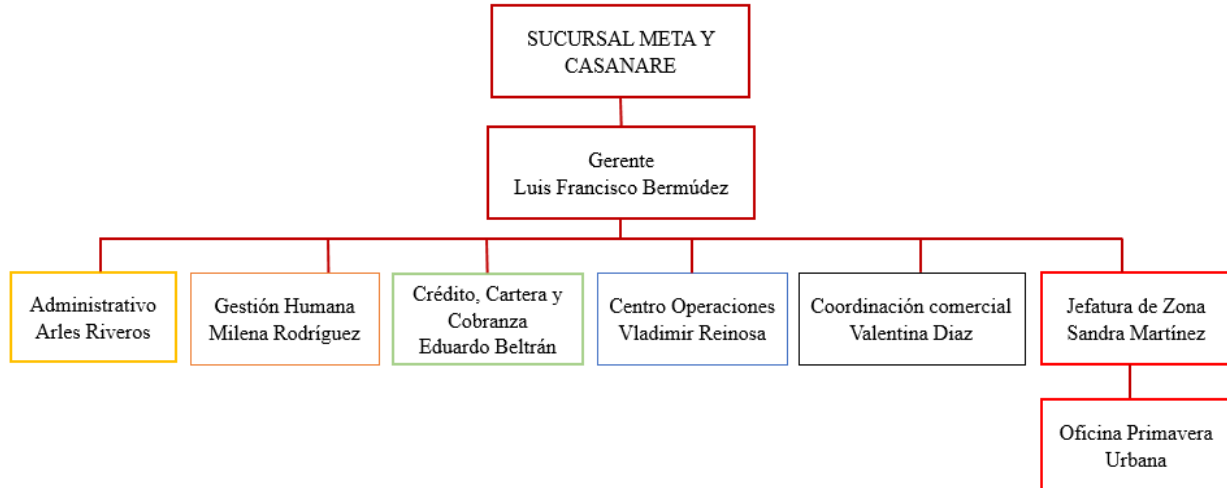 SUCURSAL META Y
CASANARE
Gerente
Luis Francisco Bermúdez
Administrativo
Arles Riveros
Gestión Humana
Milena Rodríguez
Crédito, Cartera y
Cobranza
Eduardo Beltrán
Centro Operaciones
Vladimir Reinosa
Coordinación comercial
Valentina Diaz
Jefatura de Zona
Sandra Martínez
Oficina Primavera
Urbana